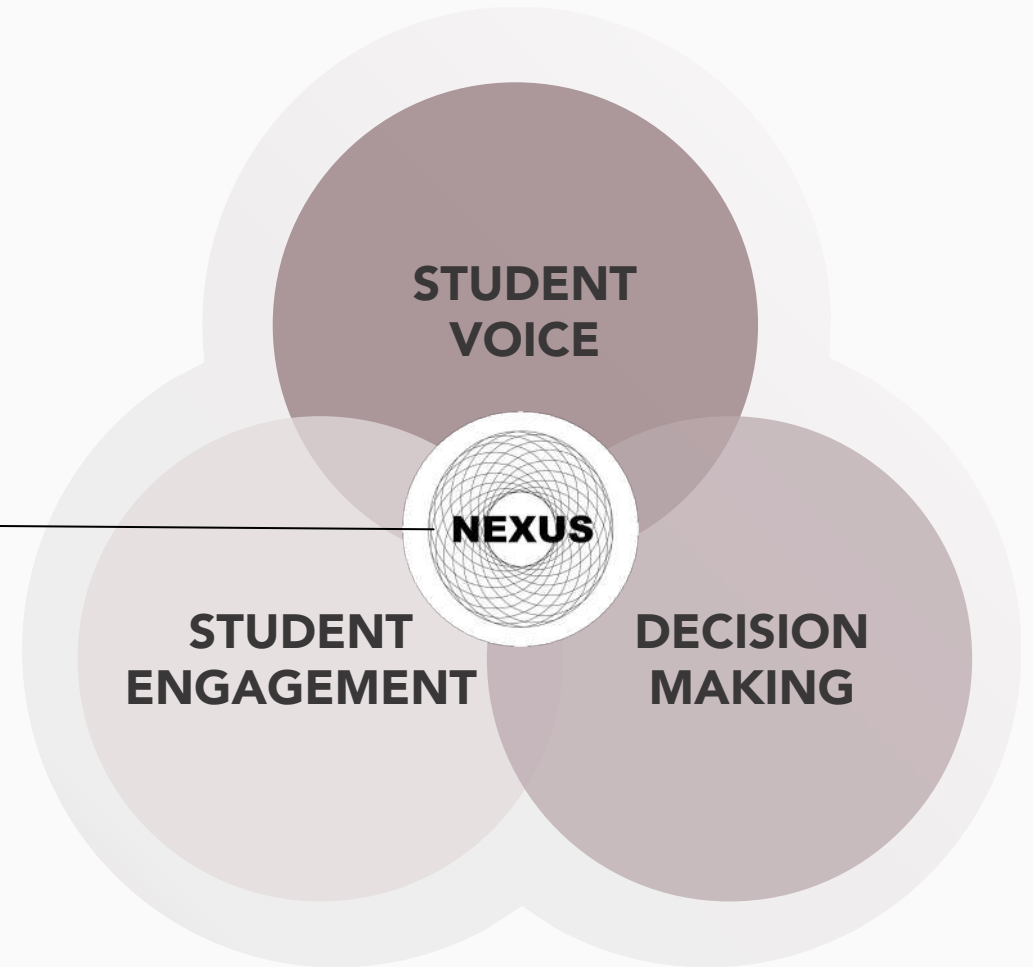 STUDENT
VOICE
NEXUS
STUDENT
ENGAGEMENT
DECISION
MAKING